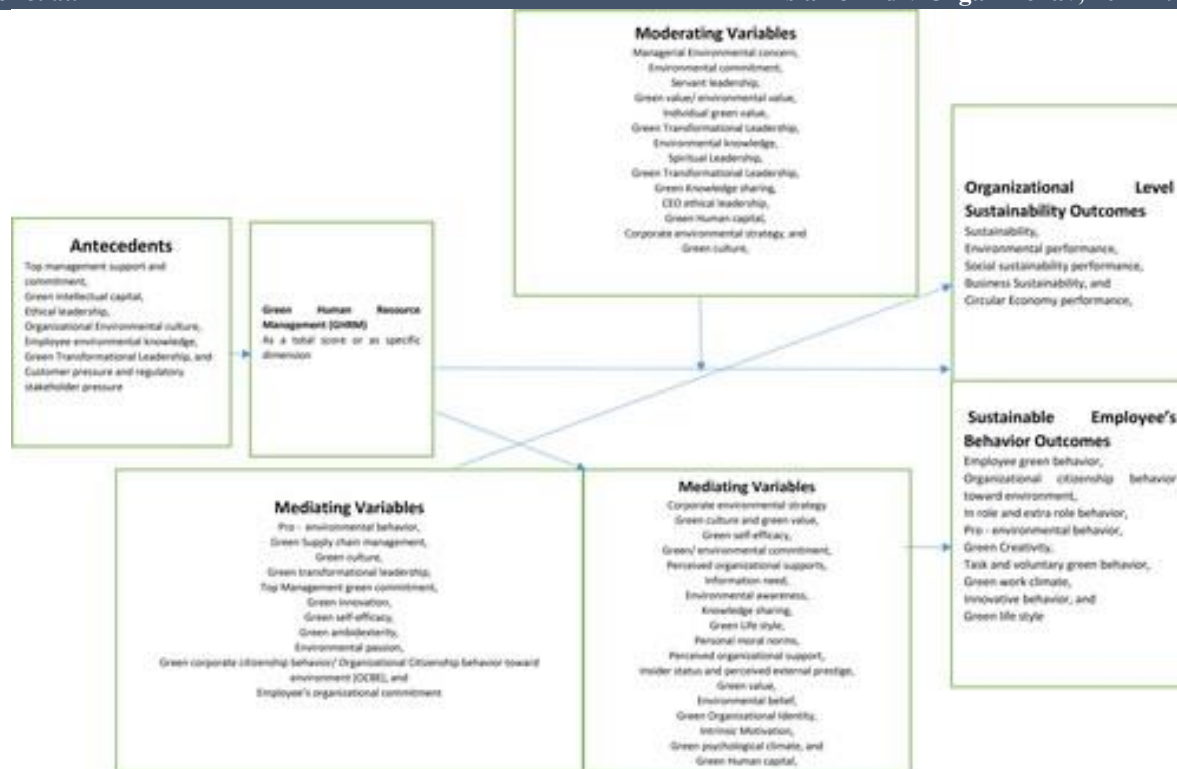 Moderating Variables
Managerial Environmental concern,
Environmental commitment,
Servant leadership,
Green value/ environmental value,
Individual green value,
Green Transformational Leadership,
Environmental knowledge,
Spiritual Leadership,
Green Transformational Leadership,
Green Knowledge sharing,
CEO ethical leadership,
Green Human capital,
Corporate environmental strategy, and
Green culture,
Antecedents
Top management support and
commitment,
Green intellectual capital,
Ethical leadership,
Organizational Environmental culture,
Employee environmental knowledge,
Green Transformational Leadership, and
Customer pressure and regulatory
stakeholder pressure
Green Human Resource
Management (GHRM)
As a total score or as specific
dimension
Organizational Level
Sustainability Outcomes
Sustainability,
Environmental performance,
Social sustainability performance,
Business Sustainability, and
Circular Economy performance,
Sustainable Employee's
Behavior Outcomes
Employee green behavior,
Organizational citizenship behavior
toward environment,
In role and extra role behavior,
Pro - environmental behavior,
Green Creativity,
Task and voluntary green behavior,
Green work climate,
Innovative behavior, and
Green life style
Mediating Variables
Pro - environmental behavior,
Green Supply chain management,
Green culture,
Green transformational leadership,
Top Management green commitment,
Green innovation,
Green self-efficacy,
Green ambidexterity,
Environmental passion,
Green corporate citizenship behavior/ Organizational Citizenship behavior toward
environment (OCBE), and
Employee's organizational commitment
Mediating Variables
Corporate environmental strategy
Green culture and green value,
Green self-efficacy,
Green/ environmental commitment,
Perceived organizational supports,
Information need,
Environmental awareness,
Knowledge sharing,
Green Life style,
Personal moral norms,
Perceived organizational support,
insider status and perceived external prestige,
Green value,
Environmental belief,
Green Organizational Identity,
Intrinsic Motivation,
Green psychological climate, and
Green Human capital,